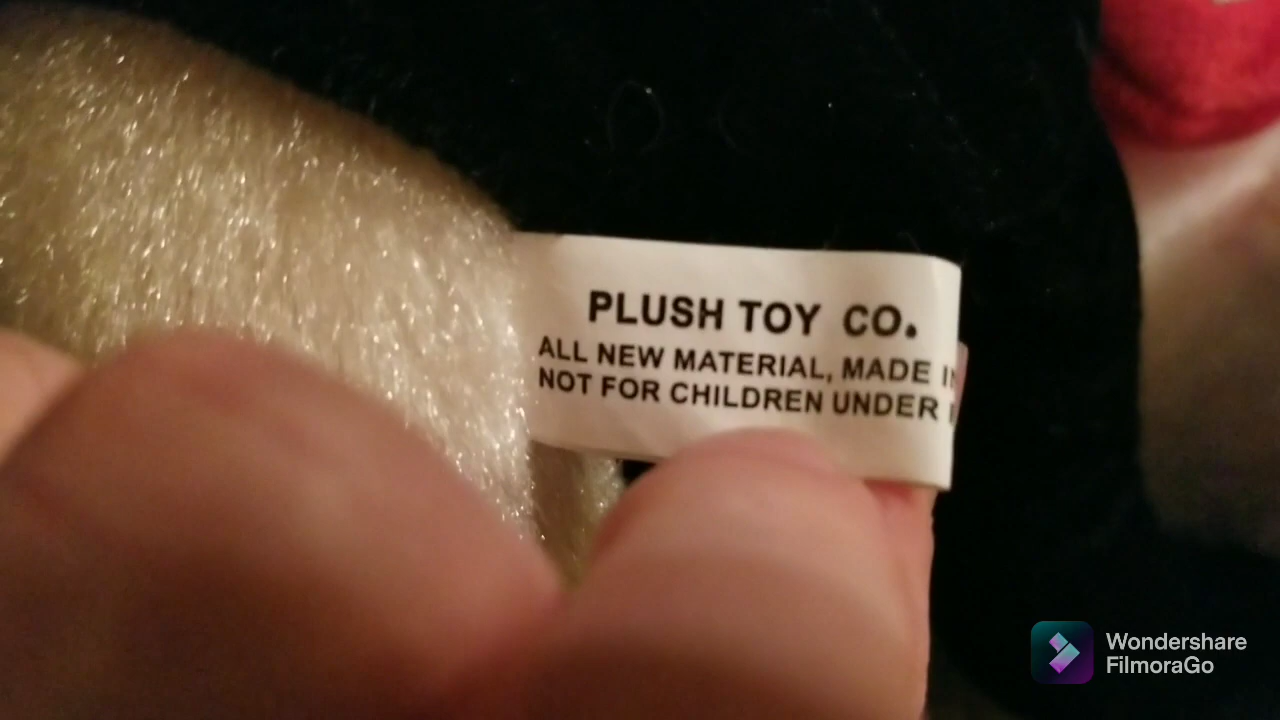 PLUSH TOY CO.
ALL NEW MATERIAL, MADE
NOT FOR CHILDREN UNDER
Wondershare
FilmoraGo